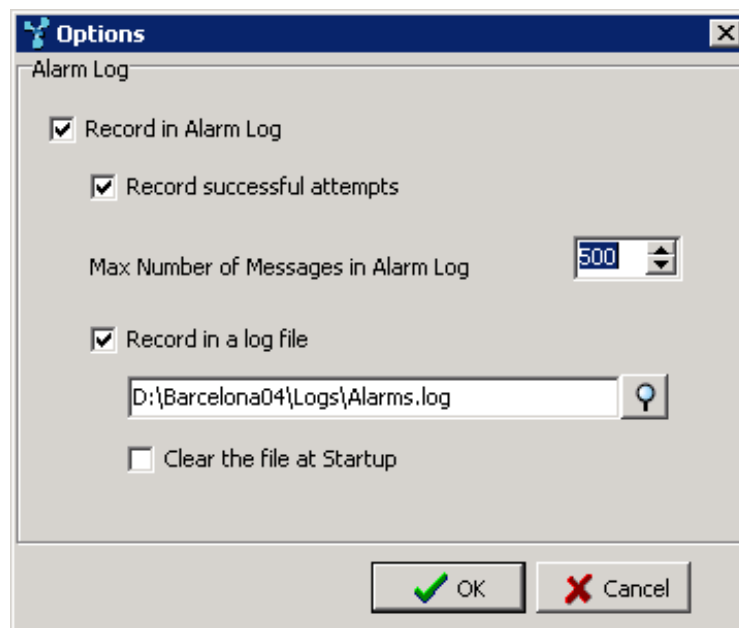 Options
Alarm Log
Record in Alarm Log
Record successful attempts
Max Number of Messages in Alarm Log 500
Record in a log file
D:\Barcelona04\Logs\Alarms.log
Clear the file at Startup
OK Cancel